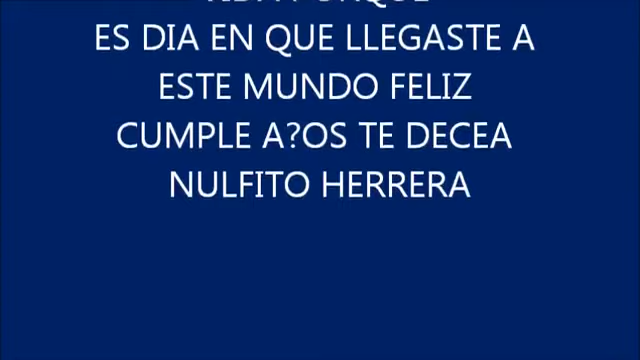 ES DIA EN QUE LLEGASTE A
ESTE MUNDO FELIZ
CUMPLE A?OS TE DECEA
NULFITO HERRERA